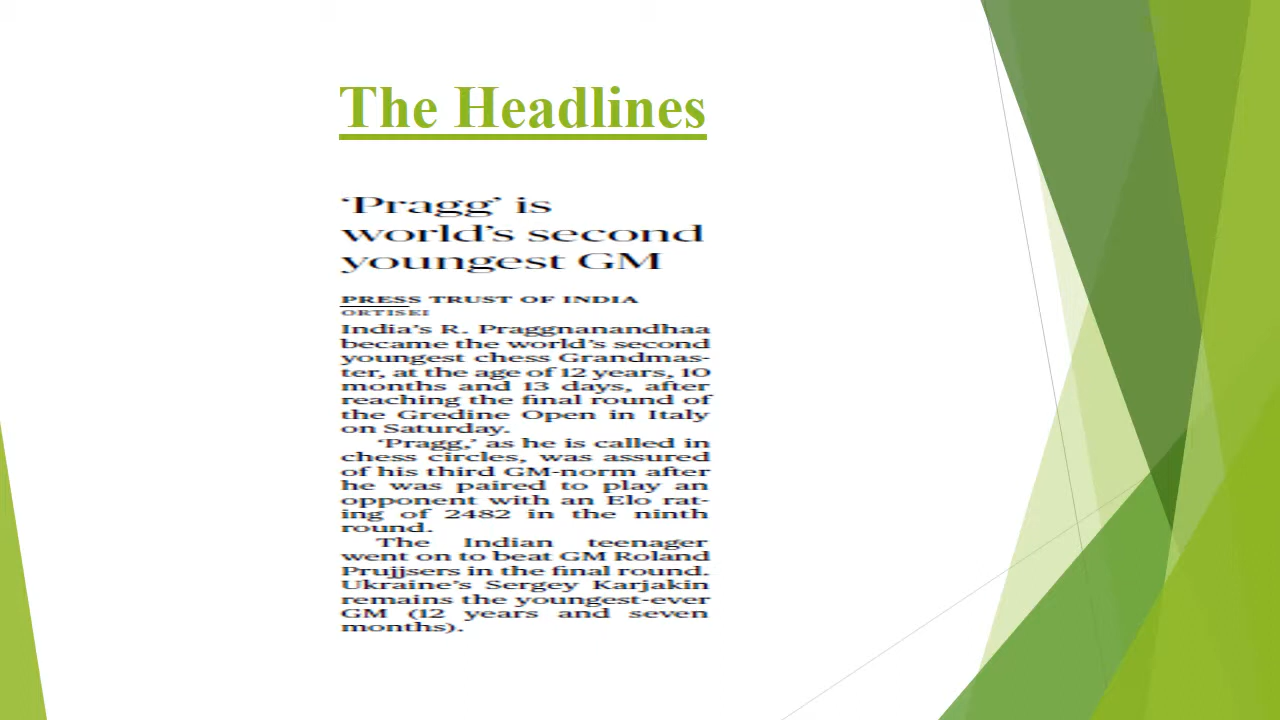 The Headlines
‘Pragg’ is
world’s second
youngest GM
PRESS TRUST OF INDIA
ORTISEI
India’s R. Praggnanandhaa
became the world’s second
youngest chess Grandmas-
ter, at the age of 12 years, 10
months and 13 days, after
reaching the final round of
the Gredine Open in Italy
on Saturday.
‘Pragg,’ as he is called in
chess circles, was assured
of his third GM-norm after
he was paired to play an
opponent with an Elo rat-
ing of 2482 in the ninth
round.
The Indian teenager
went on to beat GM Roland
Prujjsers in the final round.
Ukraine’s Sergey Karjakin
remains the youngest-ever
GM (12 years and seven
months).